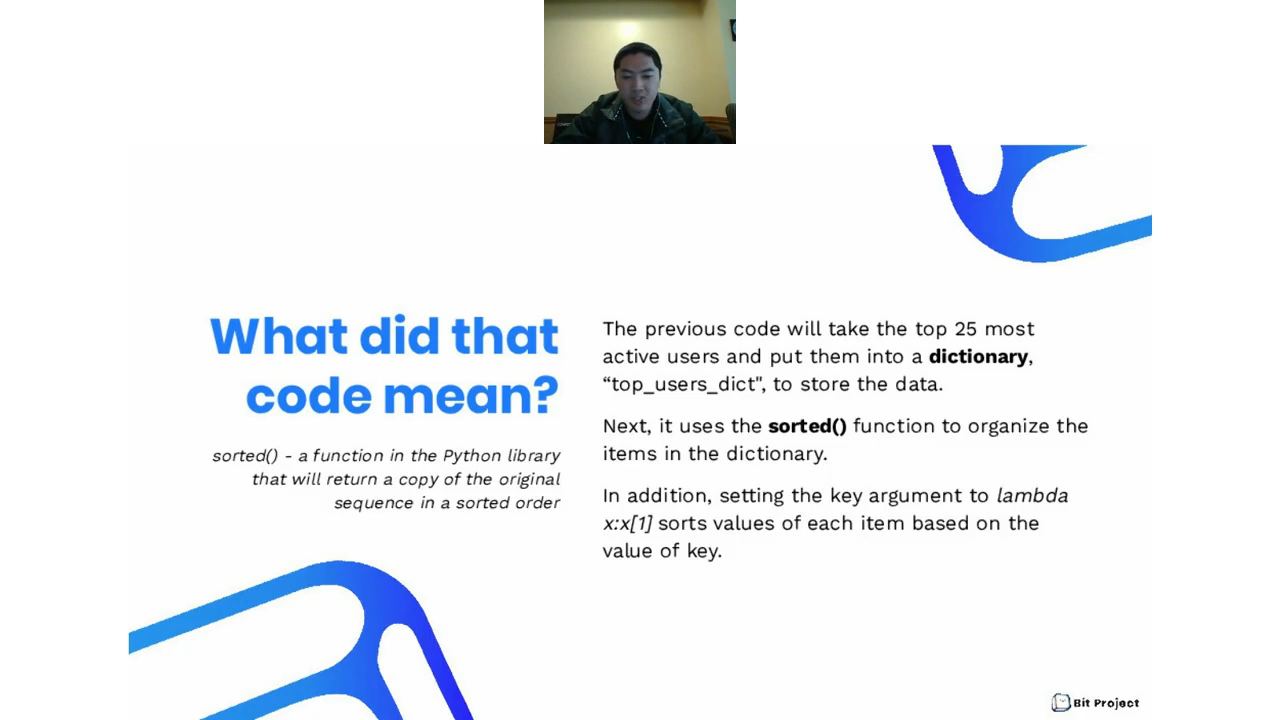 What did that
code mean?
sorted() - a function in the Python library
that will return a copy of the original
sequence in a sorted order
The previous code will take the top 25 most
active users and put them into a dictionary,
“top_users_dict", to store the data.
Next, it uses the sorted() function to organize the
items in the dictionary.
In addition, setting the key argument to lambda
x:x[1] sorts values of each item based on the
value of key.
Bit Project